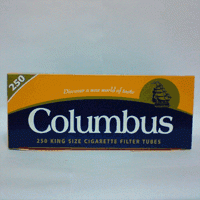 250
Discover a new world of taste
Columbus
250 KING SIZE CIGARETTE FILTER TUBES